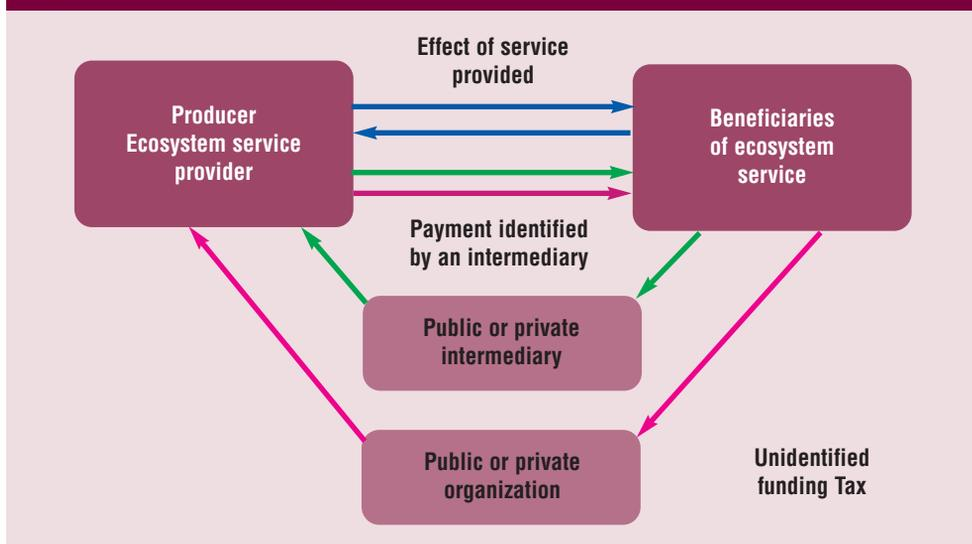 Effect of service
provided
Producer
Ecosystem service
provider
Beneficiaries
of ecosystem
service
Payment identified
by an intermediary
Public or private
intermediary
Public or private
organization
Unidentified
funding Tax